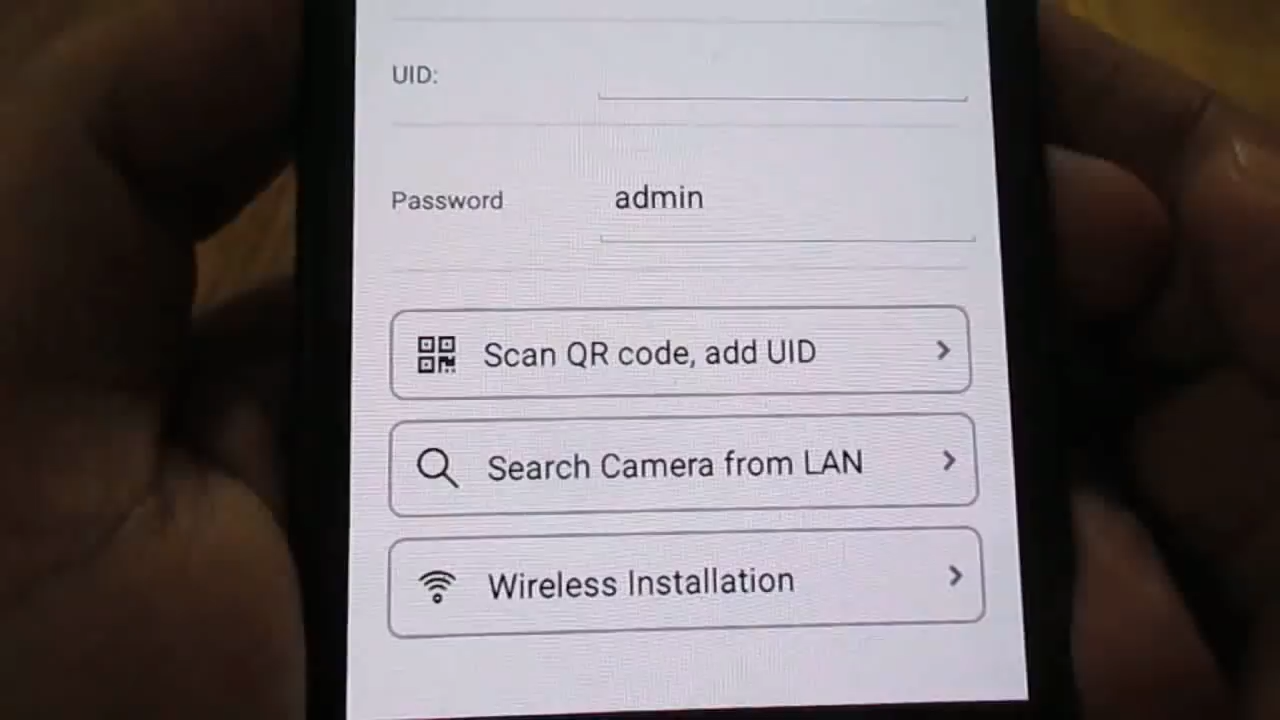 UID:
Password admin
Scan QR code, add UID
Search Camera from LAN
Wireless Installation